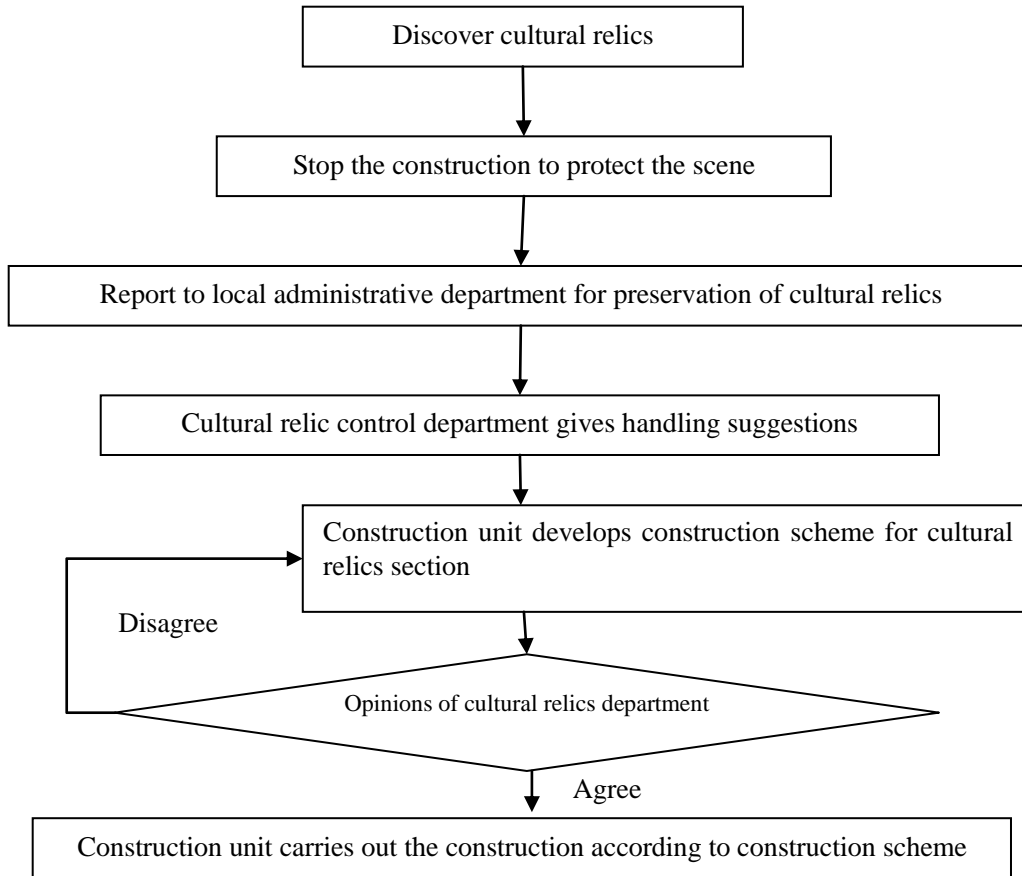 Discover cultural relics
Stop the construction to protect the scene
Report to local administrative department for preservation of cultural relics
Cultural relic control department gives handling suggestions
Construction unit develops construction scheme for cultural
relics section
Disagree
Opinions of cultural relics department
Agree
Construction unit carries out the construction according to construction scheme